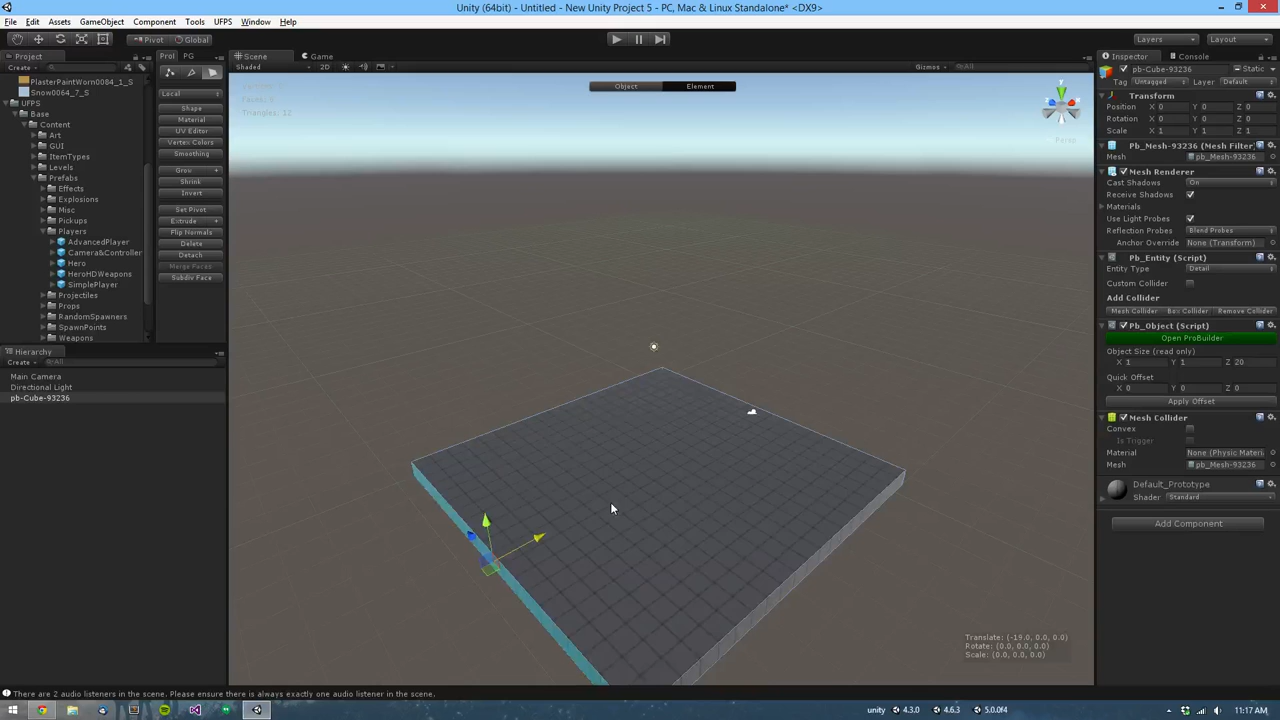 Unity (64bit) - Untitled - New Unity Project 5 - PC, Mac & Linux Standalone* <DX9>
File Edit Assets GameObject Component Tools UFPS Window Help
Pivot Global Layers Layout
Project
Create
PlasterPaintWorn0084_1_S
Snow0064_7_S
UFPS
Base
Content
Art
GUI
ItemTypes
Levels
Prefabs
Effects
Explosions
Misc
Pickups
Players
AdvancedPlayer
Camera&Controller
Hero
HeroHDWeapons
SimplePlayer
Projectiles
Props
RandomSpawners
SpawnPoints
Weapons
Hierarchy
Create All
Main Camera
Directional Light
pb-Cube-93236
Prol PG
Local
Shape
Material
UV Editor
Vertex Colors
Smoothing
Grow +
Shrink
Invert
Set Pivot
Extrude +
Flip Normals
Delete
Detach
Merge Faces
Subdiv Face
Scene Game
Shaded 2D Gizmos All
Object Element
Triangles: 12
y
Persp
Translate: (-19.0, 0.0, 0.0)
Rotate: (0.0, 0.0, 0.0)
Scale: (0.0, 0.0, 0.0)
Inspector Console
pb-Cube-93236 Static
Tag Untagged Layer Default
Transform
Position X 0 Y 0 Z 0
Rotation X 0 Y 0 Z 0
Scale X 1 Y 1 Z 1
Pb_Mesh-93236 (Mesh Filter)
Mesh pb_Mesh-93236
Mesh Renderer
Cast Shadows On
Receive Shadows
Materials
Use Light Probes
Reflection Probes Blend Probes
Anchor Override None (Transform)
Pb_Entity (Script)
Entity Type Detail
Custom Collider
Add Collider
Mesh Collider Box Collider Remove Collider
Pb_Object (Script)
Open ProBuilder
Object Size (read only)
X 1 Y 1 Z 20
Quick Offset
X 0 Y 0 Z 0
Apply Offset
Mesh Collider
Convex
Is Trigger
Material None (Physic Materi
Mesh pb_Mesh-93236
Default_Prototype
Shader Standard
Add Component
There are 2 audio listeners in the scene. Please ensure there is always exactly one audio listener in the scene.
unity 4.3.0 4.6.3 5.0.0f4 11:17 AM